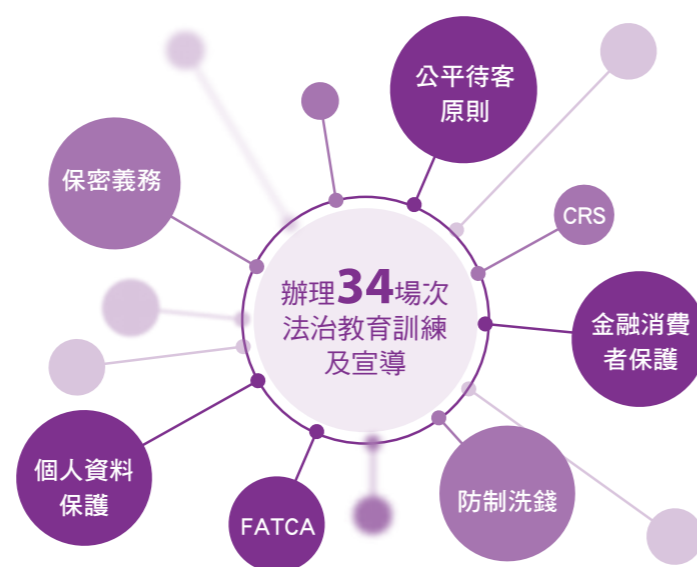 公平待客
原則
保密義務
CRS
辦理34場次
法治教育訓練
及宣導
金融消費
者保護
個人資料
保護
防制洗錢
FATCA